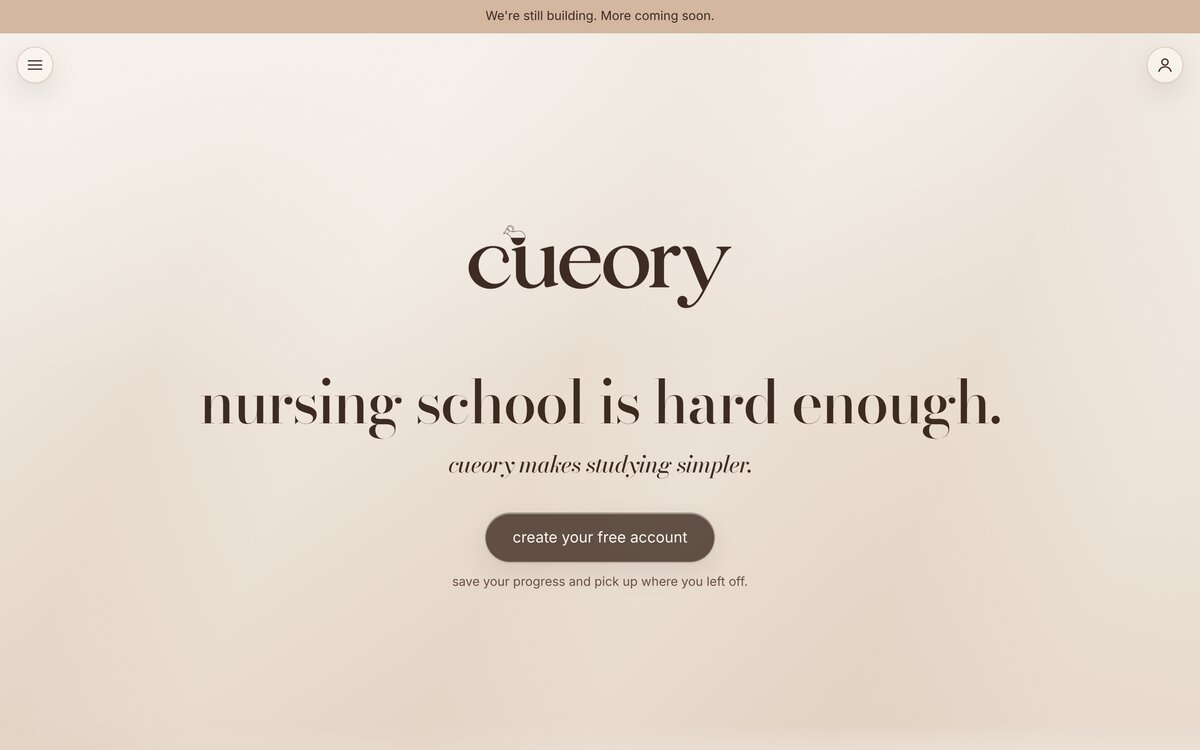 We're still building. More coming soon.
cueory
nursing school is hard enough.
cueory makes studying simpler.
create your free account
save your progress and pick up where you left off.